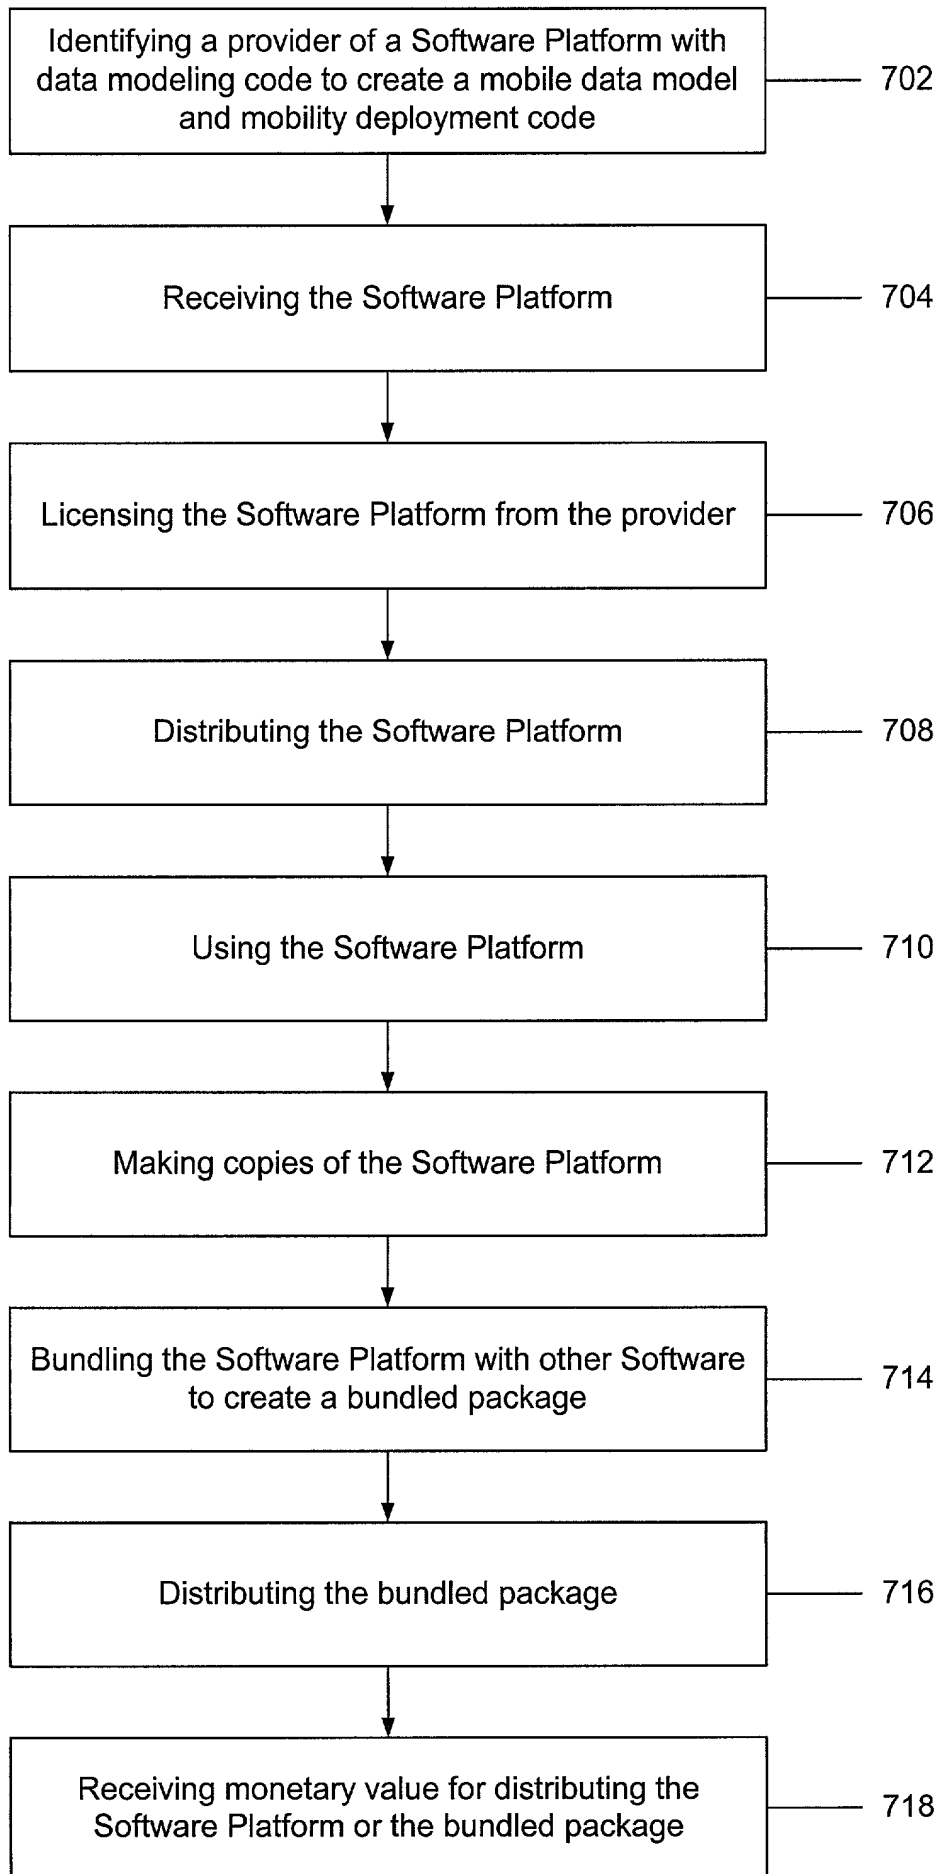 Identifying a provider of a Software Platform with
data modeling code to create a mobile data model
and mobility deployment code
702
Receiving the Software Platform
704
Licensing the Software Platform from the provider
706
Distributing the Software Platform
708
Using the Software Platform
710
Making copies of the Software Platform
712
Bundling the Software Platform with other Software
to create a bundled package
714
Distributing the bundled package
716
Receiving monetary value for distributing the
Software Platform or the bundled package
718